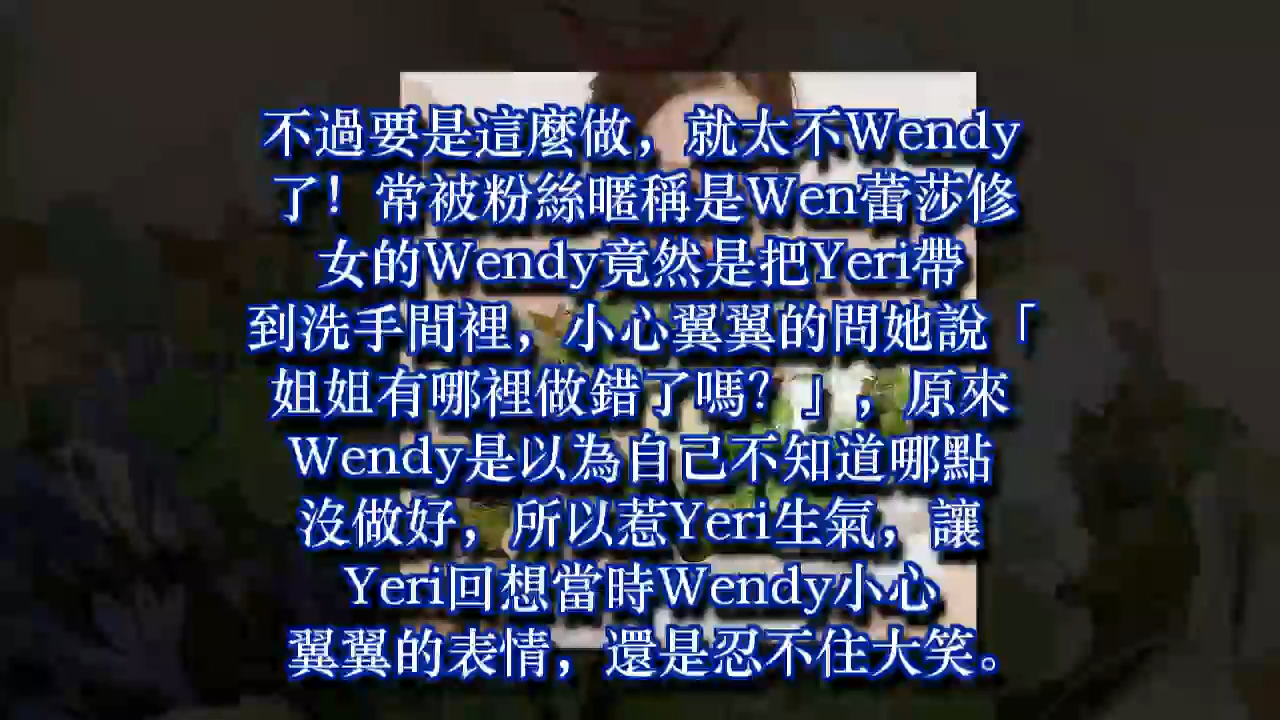 不過要是這麼做，就太不Wendy
了！常被粉絲暱稱是Wen蕾莎修
女的Wendy竟然是把Yeri帶
到洗手間裡，小心翼翼的問她說「
姐姐有哪裡做錯了嗎？」，原來
Wendy是以為自己不知道哪點
沒做好，所以惹Yeri生氣，讓
Yeri回想當時Wendy小心
翼翼的表情，還是忍不住大笑。